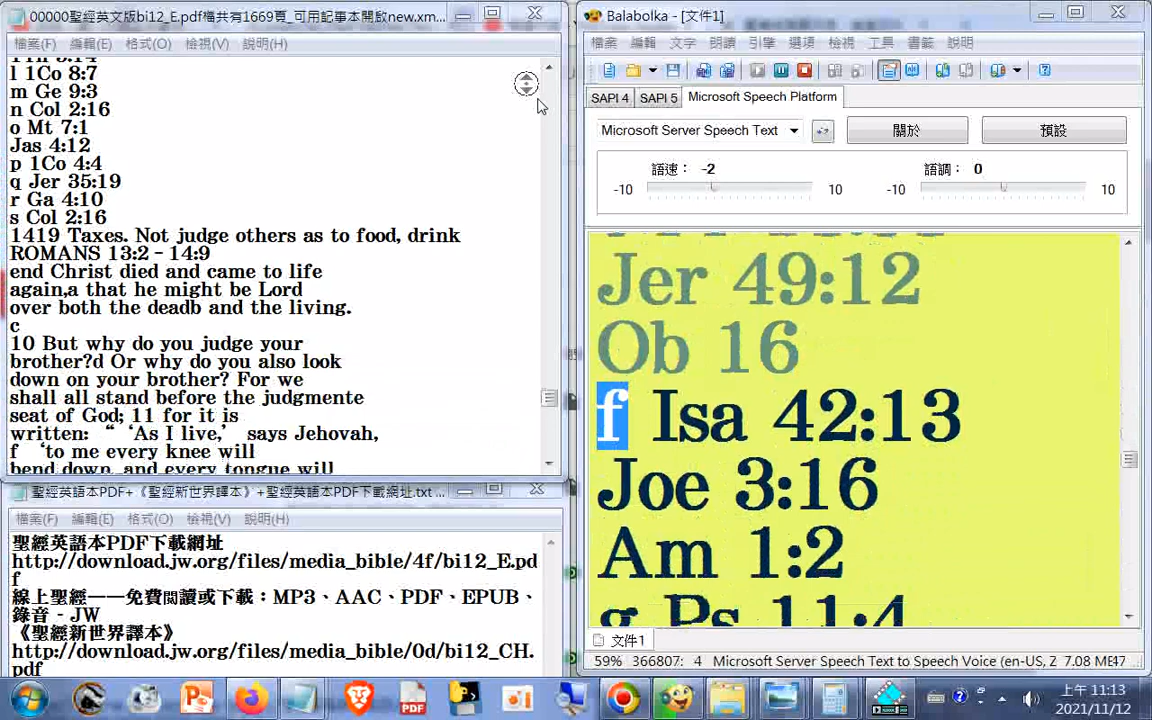 00000聖經英文版bi12_E.pdf檔共有1669頁_可用記事本開啟new.xm...
檔案(F) 編輯(E) 格式(O) 檢視(V) 說明(H)
l 1Co 8:7
m Ge 9:3
n Col 2:16
o Mt 7:1
Jas 4:12
p 1Co 4:4
q Jer 35:19
r Ga 4:10
s Col 2:16
1419 Taxes. Not judge others as to food, drink
ROMANS 13:2 – 14:9
end Christ died and came to life
again,a that he might be Lord
over both the deadb and the living.
c
10 But why do you judge your
brother?d Or why do you also look
down on your brother? For we
shall all stand before the judgmente
seat of God; 11 for it is
written: “ ‘As I live,’ says Jehovah,
f ‘to me every knee will
bend down, and every tongue will
聖經英語本PDF+《聖經新世界譯本》+聖經英語本PDF下載網址.txt ...
檔案(F) 編輯(E) 格式(O) 檢視(V) 說明(H)
聖經英語本PDF下載網址
http://download.jw.org/files/media_bible/4f/bi12_E.pd
f
線上聖經——免費閱讀或下載：MP3、AAC、PDF、EPUB、
錄音 - JW
《聖經新世界譯本》
http://download.jw.org/files/media_bible/0d/bi12_CH.
pdf
Balabolka - [文件1]
檔案 編輯 文字 朗讀 引擎 選項 檢視 工具 書籤 說明
SAPI 4 SAPI 5 Microsoft Speech Platform
Microsoft Server Speech Text 關於 預設
語速： -2 語調： 0
-10 10 -10 10
Jer 49:12
Ob 16
f Isa 42:13
Joe 3:16
Am 1:2
g Ps 11:4
文件1
59% 366807: 4 Microsoft Server Speech Text to Speech Voice (en-US, Z 7.08 MB
上午 11:13
2021/11/12